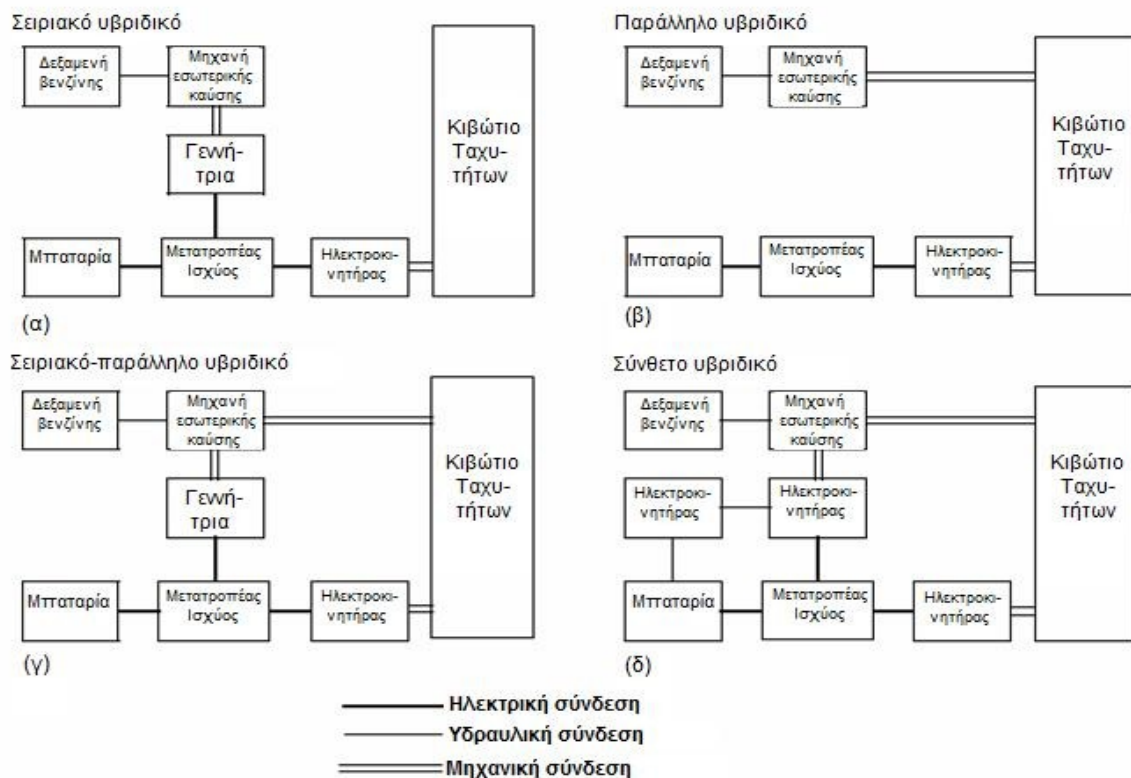 Σειριακό υβριδικό
Δεξαμενή
βενζίνης
Μηχανή
εσωτερικής
καύσης
Γεννή-
τρια
Μπαταρία
Μετατροπέας
Ισχύος
Ηλεκτροκι-
νητήρας
Κιβώτιο
Ταχυ-
τήτων
(α)
Παράλληλο υβριδικό
Δεξαμενή
βενζίνης
Μηχανή
εσωτερικής
καύσης
Μπαταρία
Μετατροπέας
Ισχύος
Ηλεκτροκι-
νητήρας
Κιβώτιο
Ταχυ-
τήτων
(β)
Σειριακό-παράλληλο υβριδικό
Δεξαμενή
βενζίνης
Μηχανή
εσωτερικής
καύσης
Γεννή-
τρια
Μπαταρία
Μετατροπέας
Ισχύος
Ηλεκτροκι-
νητήρας
Κιβώτιο
Ταχυ-
τήτων
(γ)
Σύνθετο υβριδικό
Δεξαμενή
βενζίνης
Μηχανή
εσωτερικής
καύσης
Ηλεκτροκι-
νητήρας
Ηλεκτροκι-
νητήρας
Μπαταρία
Μετατροπέας
Ισχύος
Ηλεκτροκι-
νητήρας
Κιβώτιο
Ταχυ-
τήτων
(δ)
Ηλεκτρική σύνδεση
Υδραυλική σύνδεση
Μηχανική σύνδεση